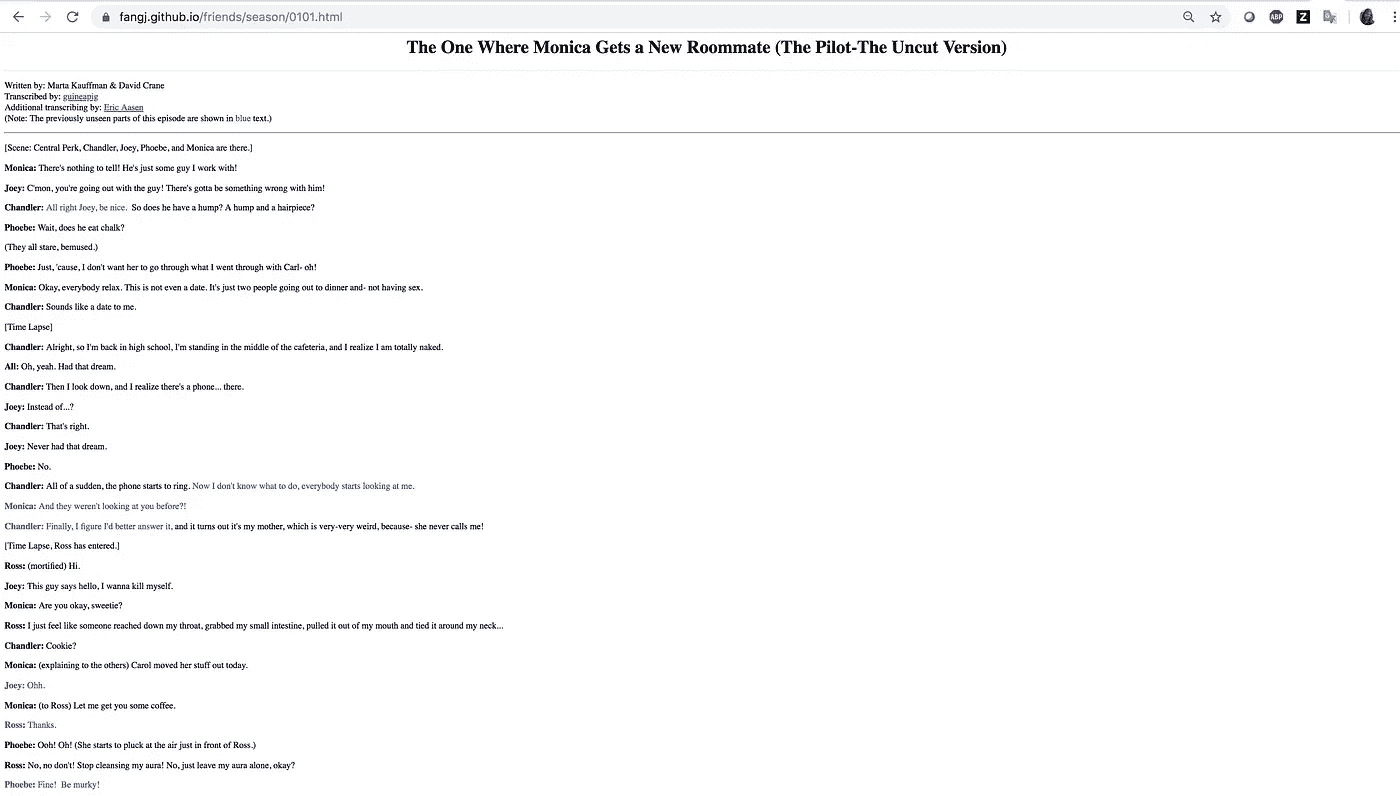 fangj.github.io/friends/season/0101.html
ABP
Z
The One Where Monica Gets a New Roommate (The Pilot-The Uncut Version)
Written by: Marta Kauffman & David Crane
Transcribed by: guineapig
Additional transcribing by: Eric Aasen
(Note: The previously unseen parts of this episode are shown in blue text.)
[Scene: Central Perk, Chandler, Joey, Phoebe, and Monica are there.]
Monica: There's nothing to tell! He's just some guy I work with!
Joey: C'mon, you're going out with the guy! There's gotta be something wrong with him!
Chandler: All right Joey, be nice.  So does he have a hump? A hump and a hairpiece?
Phoebe: Wait, does he eat chalk?
(They all stare, bemused.)
Phoebe: Just, 'cause, I don't want her to go through what I went through with Carl- oh!
Monica: Okay, everybody relax. This is not even a date. It's just two people going out to dinner and- not having sex.
Chandler: Sounds like a date to me.
[Time Lapse]
Chandler: Alright, so I'm back in high school, I'm standing in the middle of the cafeteria, and I realize I am totally naked.
All: Oh, yeah. Had that dream.
Chandler: Then I look down, and I realize there's a phone... there.
Joey: Instead of...?
Chandler: That's right.
Joey: Never had that dream.
Phoebe: No.
Chandler: All of a sudden, the phone starts to ring. Now I don't know what to do, everybody starts looking at me.
Monica: And they weren't looking at you before?!
Chandler: Finally, I figure I'd better answer it, and it turns out it's my mother, which is very-very weird, because- she never calls me!
[Time Lapse, Ross has entered.]
Ross: (mortified) Hi.
Joey: This guy says hello, I wanna kill myself.
Monica: Are you okay, sweetie?
Ross: I just feel like someone reached down my throat, grabbed my small intestine, pulled it out of my mouth and tied it around my neck...
Chandler: Cookie?
Monica: (explaining to the others) Carol moved her stuff out today.
Joey: Ohh.
Monica: (to Ross) Let me get you some coffee.
Ross: Thanks.
Phoebe: Ooh! Oh! (She starts to pluck at the air just in front of Ross.)
Ross: No, no don't! Stop cleansing my aura! No, just leave my aura alone, okay?
Phoebe: Fine!  Be murky!